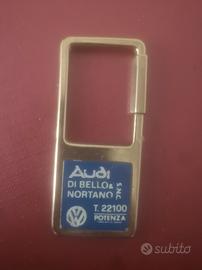 Audi
DI BELLO &
NORTANO S.N.C.
T. 22100
POTENZA
subito